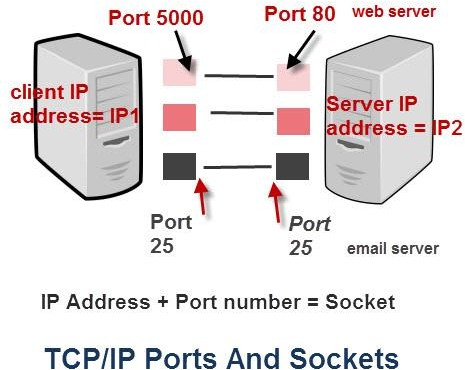 Port 5000
Port 80
web server
client IP
address= IP1
Server IP
address = IP2
Port
25
Port
25
email server
IP Address + Port number = Socket
TCP/IP Ports And Sockets